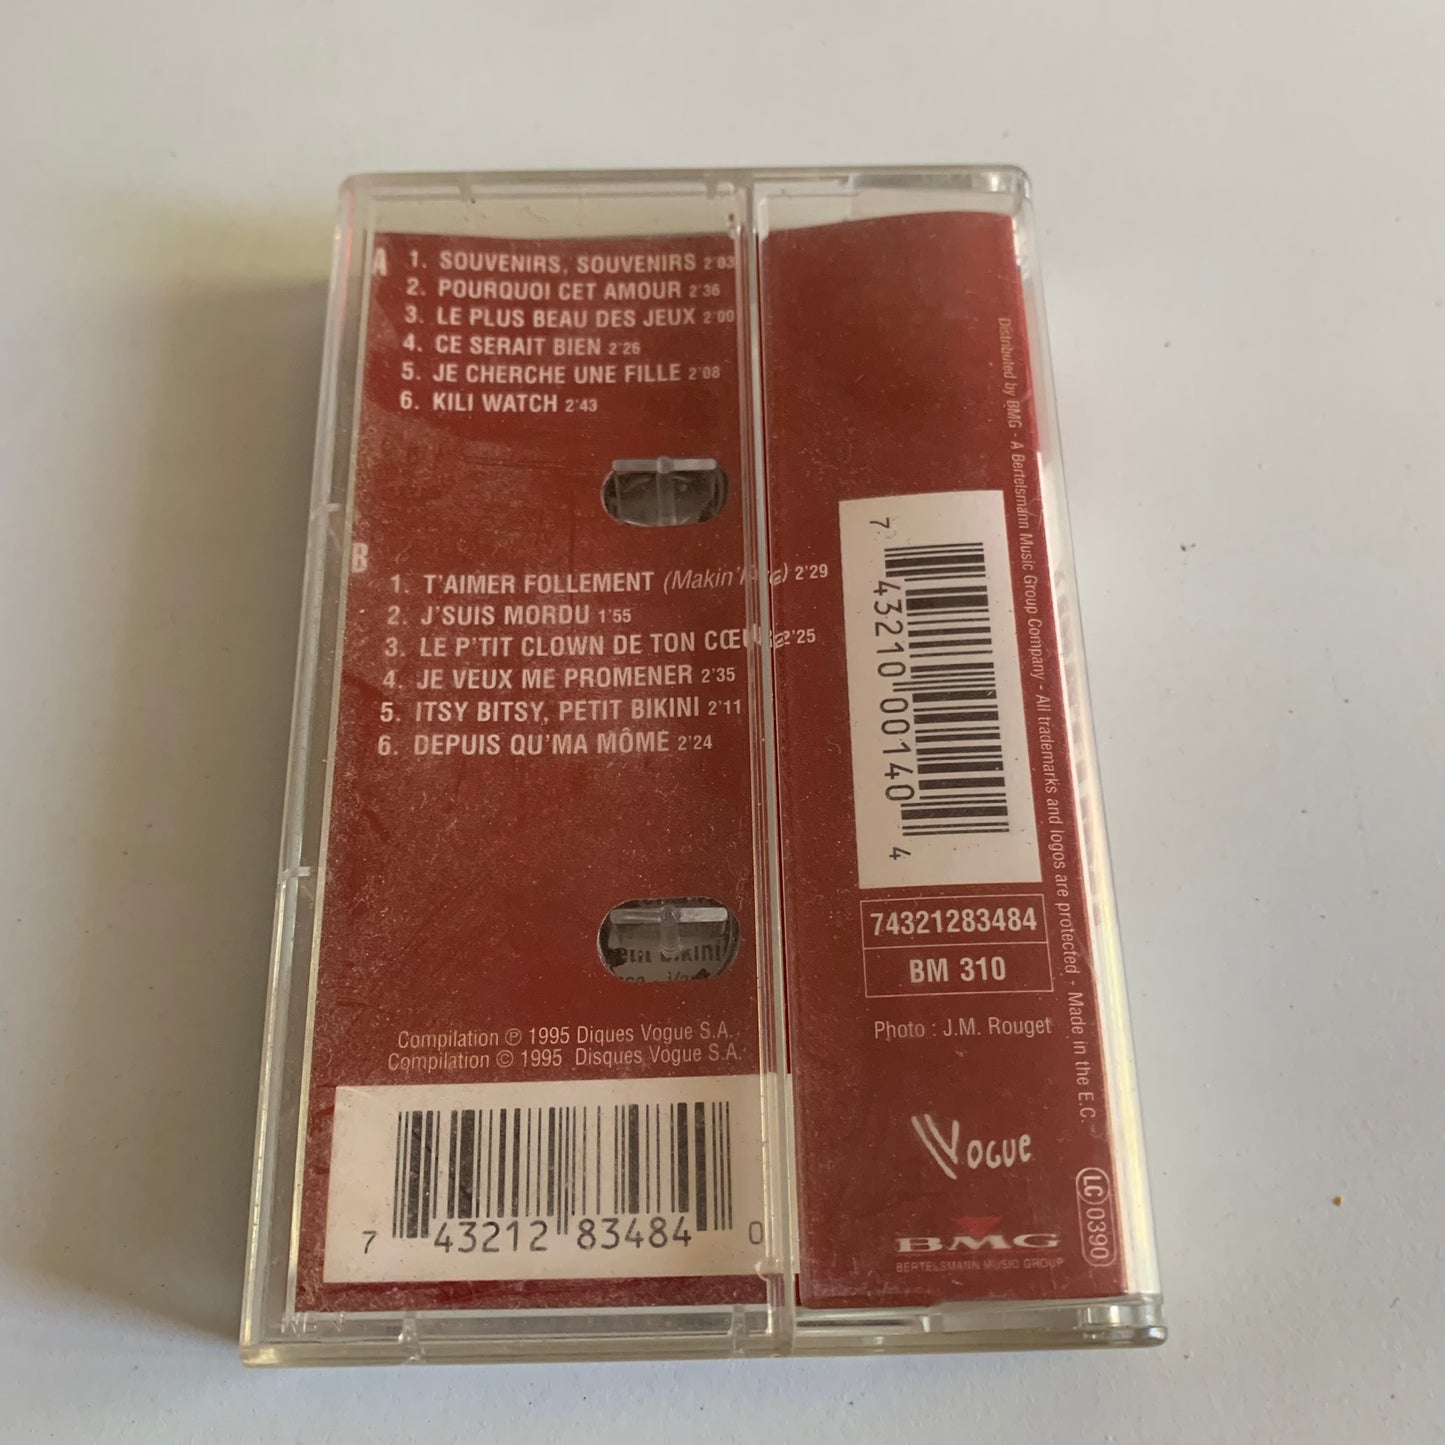 A
1. SOUVENIRS, SOUVENIRS 2'03
2. POURQUOI CET AMOUR 2'36
3. LE PLUS BEAU DES JEUX 2'00
4. CE SERAIT BIEN 2'26
5. JE CHERCHE UNE FILLE 2'08
6. KILI WATCH 2'43
B
1. T'AIMER FOLLEMENT (Makin' 2'29
2. J'SUIS MORDU 1'55
3. LE P'TIT CLOWN DE TON CŒUR 2'25
4. JE VEUX ME PROMENER 2'35
5. ITSY BITSY, PETIT BIKINI 2'11
6. DEPUIS QU'MA MÔME 2'24
Bikini
Compilation ℗ 1995 Diques Vogue S.A.
Compilation © 1995 Disques Vogue S.A.
7 43212 83484 0
Distributed by BMG - A Bertelsmann Music Group Company - All trademarks and logos are protected - Made in the E.C.
7 43210 00140 4
74321283484
BM 310
Photo : J.M. Rouget
VOGUE
LC 0390
BMG
BERTELSMANN MUSIC GROUP